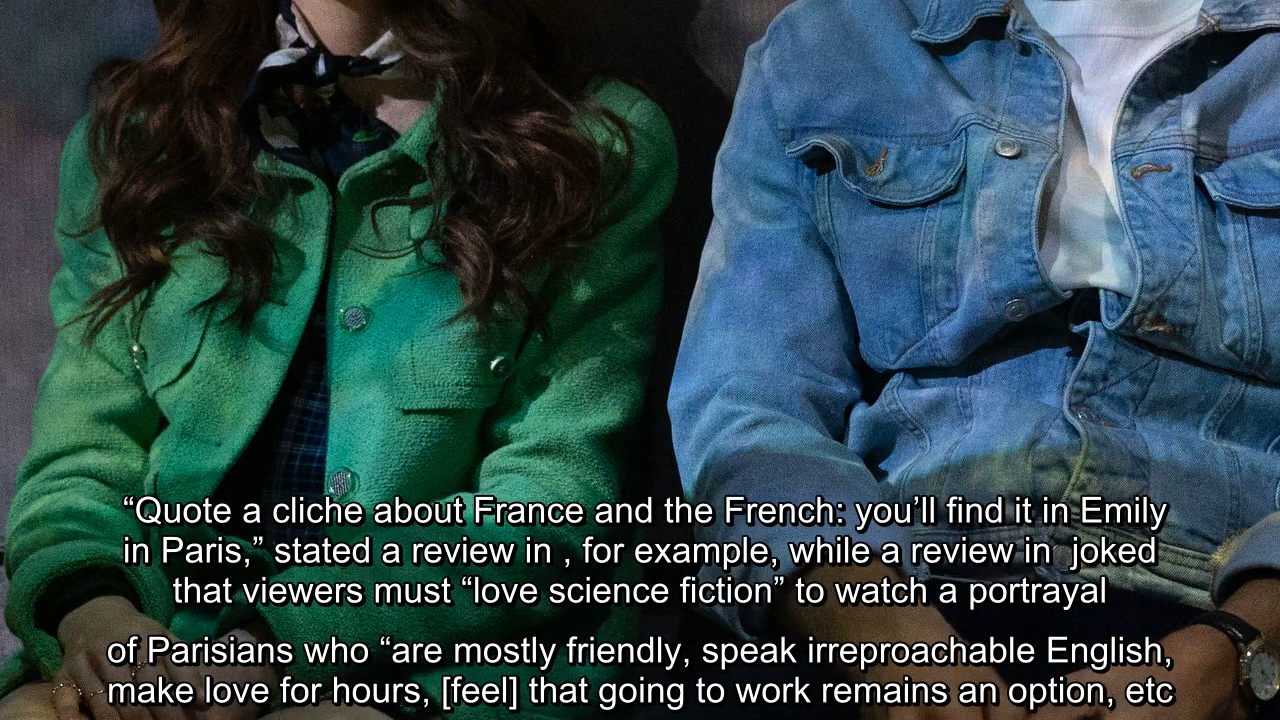 “Quote a cliche about France and the French: you’ll find it in Emily
in Paris,” stated a review in , for example, while a review in  joked
that viewers must “love science fiction” to watch a portrayal
of Parisians who “are mostly friendly, speak irreproachable English,
make love for hours, [feel] that going to work remains an option, etc